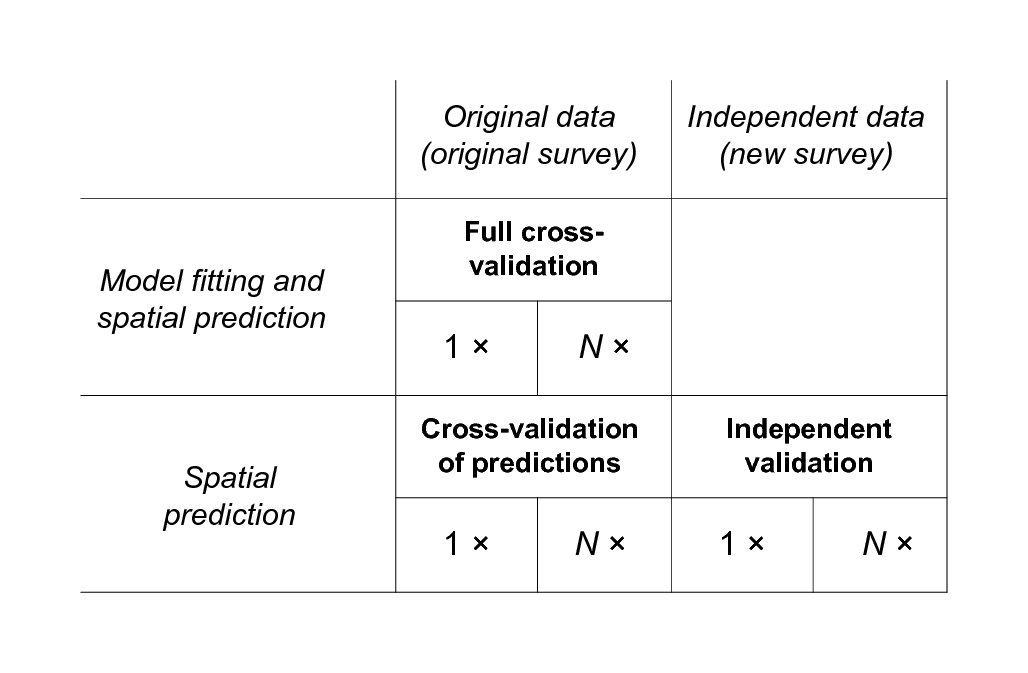 Original data
(original survey)
Independent data
(new survey)
Model fitting and
spatial prediction
Full cross-
validation
1 ×
N ×
Spatial
prediction
Cross-validation
of predictions
1 ×
N ×
Independent
validation
1 ×
N ×